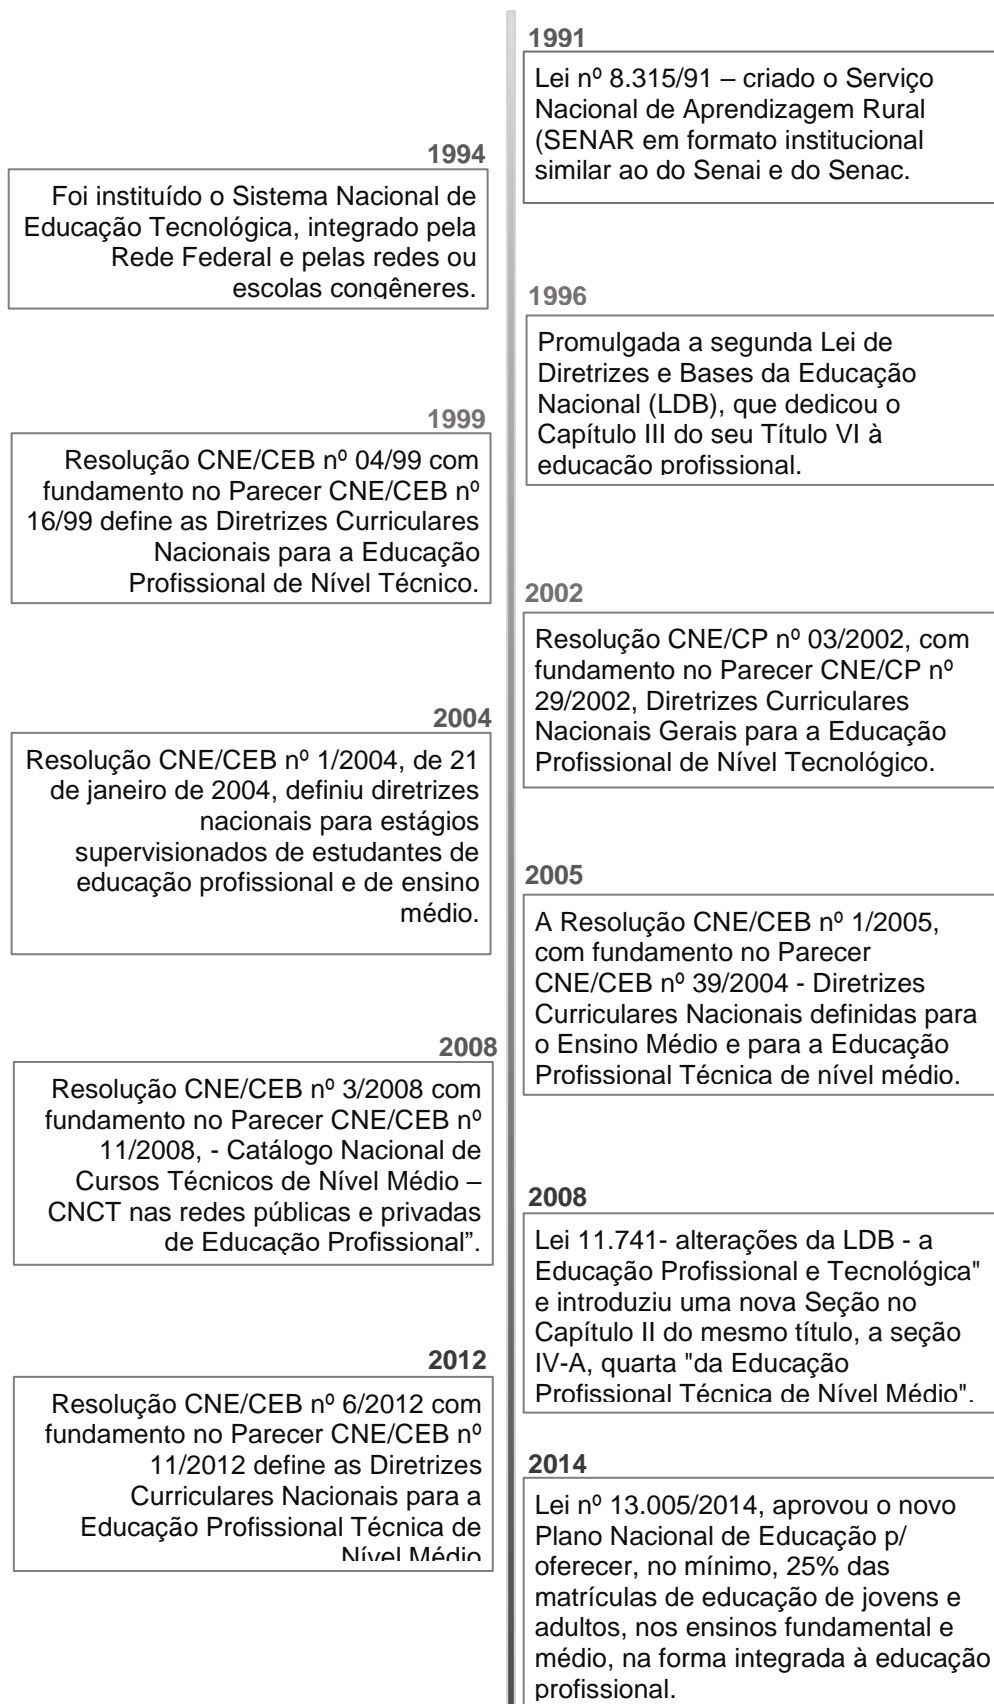 1991
Lei nº 8.315/91 – criado o Serviço
Nacional de Aprendizagem Rural
(SENAR em formato institucional
similar ao do Senai e do Senac.
1994
Foi instituído o Sistema Nacional de
Educação Tecnológica, integrado pela
Rede Federal e pelas redes ou
escolas congêneres.
1996
Promulgada a segunda Lei de
Diretrizes e Bases da Educação
Nacional (LDB), que dedicou o
Capítulo III do seu Título VI à
educação profissional.
1999
Resolução CNE/CEB nº 04/99 com
fundamento no Parecer CNE/CEB nº
16/99 define as Diretrizes Curriculares
Nacionais para a Educação
Profissional de Nível Técnico.
2002
Resolução CNE/CP nº 03/2002, com
fundamento no Parecer CNE/CP nº
29/2002, Diretrizes Curriculares
Nacionais Gerais para a Educação
Profissional de Nível Tecnológico.
2004
Resolução CNE/CEB nº 1/2004, de 21
de janeiro de 2004, definiu diretrizes
nacionais para estágios
supervisionados de estudantes de
educação profissional e de ensino
médio.
2005
A Resolução CNE/CEB nº 1/2005,
com fundamento no Parecer
CNE/CEB nº 39/2004 - Diretrizes
Curriculares Nacionais definidas para
o Ensino Médio e para a Educação
Profissional Técnica de nível médio.
2008
Resolução CNE/CEB nº 3/2008 com
fundamento no Parecer CNE/CEB nº
11/2008, - Catálogo Nacional de
Cursos Técnicos de Nível Médio –
CNCT nas redes públicas e privadas
de Educação Profissional”.
2008
Lei 11.741- alterações da LDB - a
Educação Profissional e Tecnológica"
e introduziu uma nova Seção no
Capítulo II do mesmo título, a seção
IV-A, quarta "da Educação
Profissional Técnica de Nível Médio".
2012
Resolução CNE/CEB nº 6/2012 com
fundamento no Parecer CNE/CEB nº
11/2012 define as Diretrizes
Curriculares Nacionais para a
Educação Profissional Técnica de
Nível Médio
2014
Lei nº 13.005/2014, aprovou o novo
Plano Nacional de Educação p/
oferecer, no mínimo, 25% das
matrículas de educação de jovens e
adultos, nos ensinos fundamental e
médio, na forma integrada à educação
profissional.